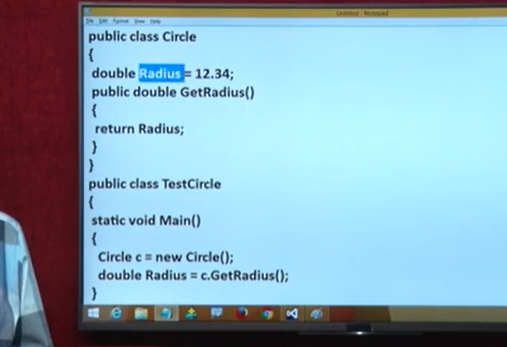 Untitled - Notepad
File Edit Format View Help
public class Circle
{
double Radius = 12.34;
public double GetRadius()
{
return Radius;
}
}
public class TestCircle
{
static void Main()
{
Circle c = new Circle();
double Radius = c.GetRadius();
}